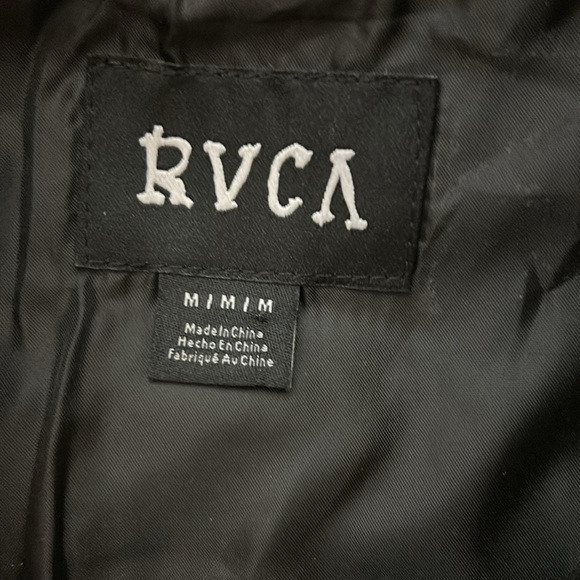 RVCA
M / M / M
Made In China
Hecho En China
Fabriqué Au Chine